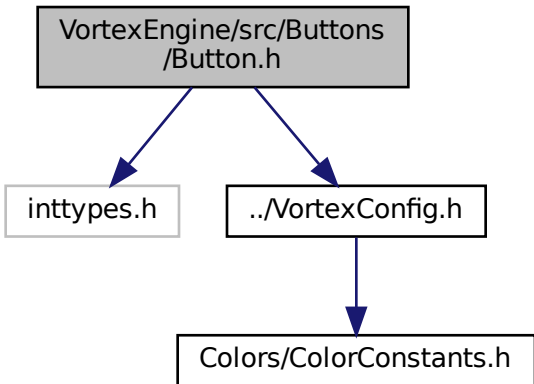 VortexEngine/src/Buttons
/Button.h
inttypes.h
../VortexConfig.h
Colors/ColorConstants.h